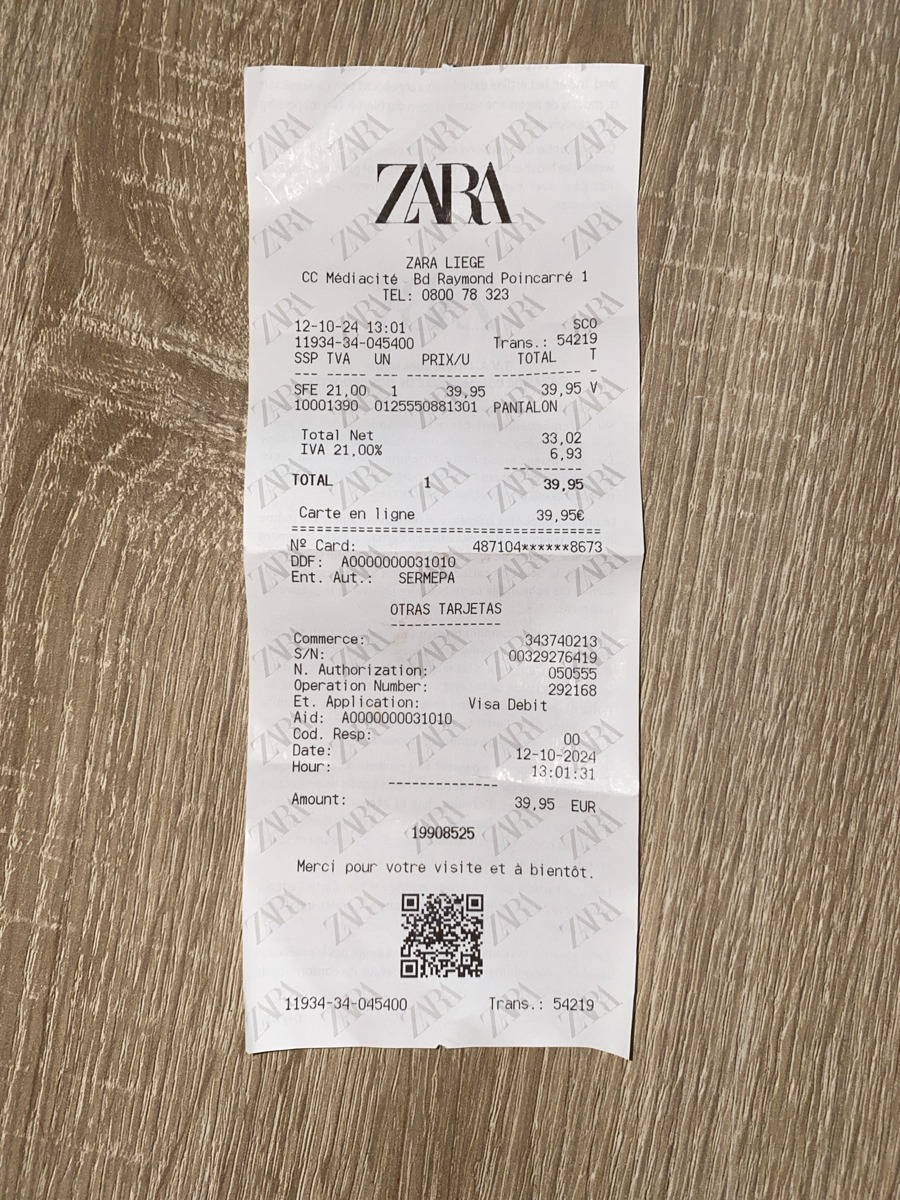 ZARA
ZARA LIEGE
CC Médiacité Bd Raymond Poincarré 1
TEL: 0800 78 323
12-10-24 13:01 SCO
11934-34-045400 Trans.: 54219
SSP TVA UN PRIX/U TOTAL T
--- ----- --- ------------ ------------ -
SFE 21,00 1 39,95 39,95 V
10001390 0125550881301 PANTALON
Total Net 33,02
IVA 21,00% 6,93
----------
TOTAL 1 39,95
Carte en ligne 39,95€
======================================
Nº Card: 487104******8673
DDF: A0000000031010
Ent. Aut.: SERMEPA
OTRAS TARJETAS
--------------
Commerce: 343740213
S/N: 00329276419
N. Authorization: 050555
Operation Number: 292168
Et. Application: Visa Debit
Aid: A0000000031010
Cod. Resp: 00
Date: 12-10-2024
Hour: 13:01:31
--------------
Amount: 39,95 EUR
19908525
Merci pour votre visite et à bientôt.
11934-34-045400 Trans.: 54219